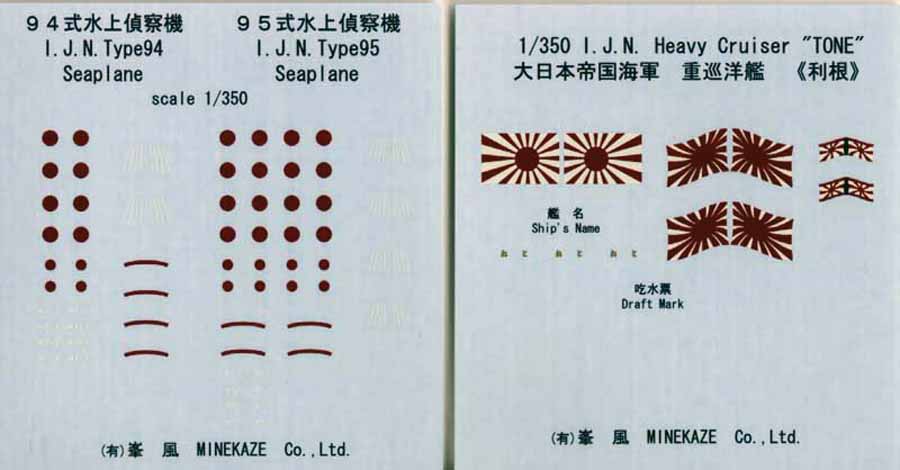 ９４式水上偵察機
I.J.N.Type94
Seaplane
９５式水上偵察機
I.J.N.Type95
Seaplane
scale 1/350
(有)峯 風 MINEKAZE Co.,Ltd.
1/350 I.J.N. Heavy Cruiser "TONE"
大日本帝国海軍 重巡洋艦 《利根》
艦 名
Ship's Name
吃水票
Draft Mark
(有)峯 風 MINEKAZE Co.,Ltd.